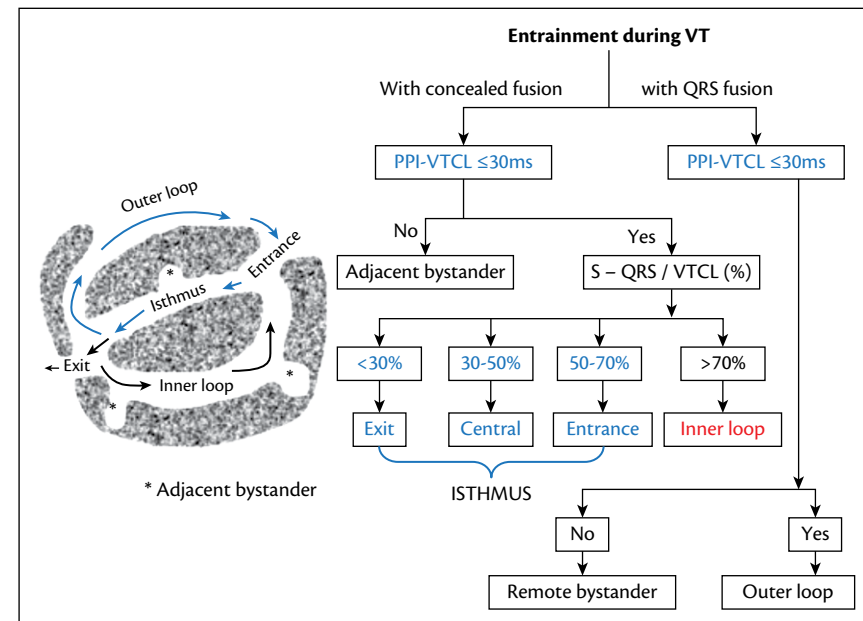 Entrainment during VT
With concealed fusion
with QRS fusion
PPI-VTCL ≤30ms
PPI-VTCL ≤30ms
No
Yes
Adjacent bystander
S – QRS / VTCL (%)
<30%
30-50%
50-70%
>70%
Exit
Central
Entrance
Inner loop
ISTHMUS
No
Yes
Remote bystander
Outer loop
Outer loop
Entrance
*
Isthmus
Exit
Inner loop
*
*
* Adjacent bystander